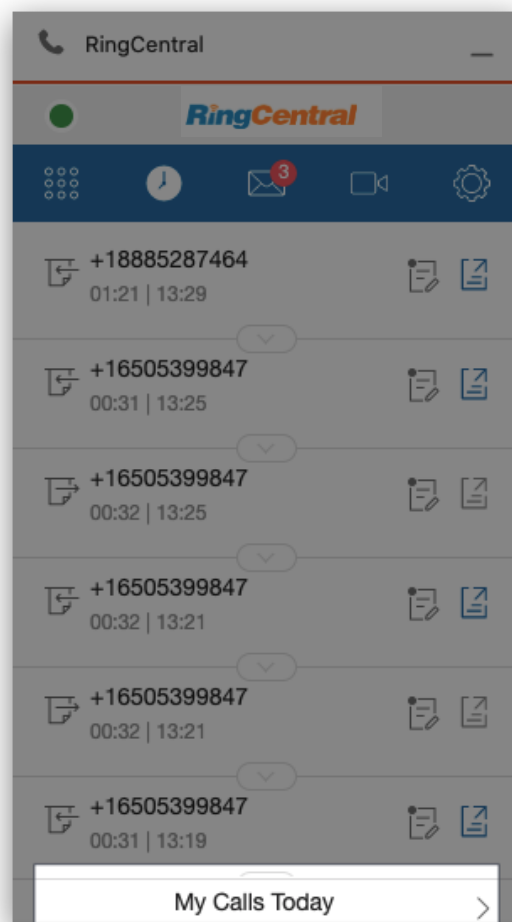 RingCentral
RingCentral
3
+18885287464
01:21 | 13:29
+16505399847
00:31 | 13:25
+16505399847
00:32 | 13:25
+16505399847
00:32 | 13:21
+16505399847
00:32 | 13:21
+16505399847
00:31 | 13:19
My Calls Today